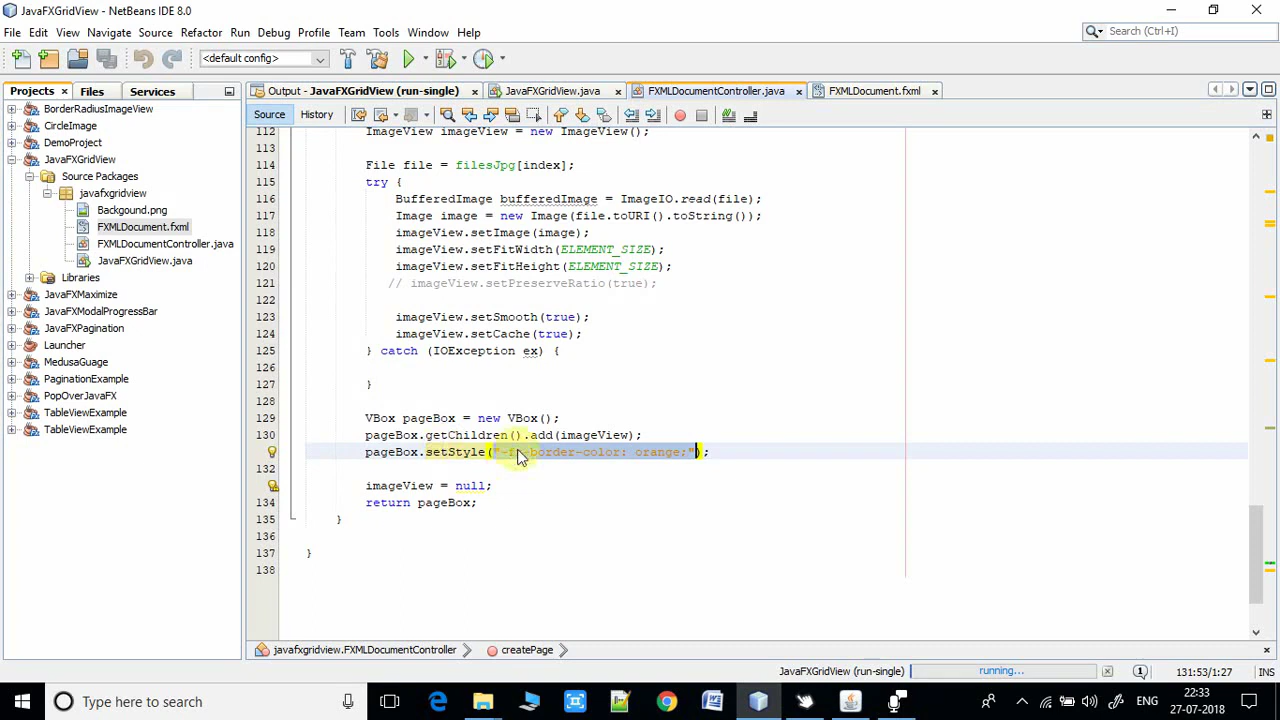 JavaFXGridView - NetBeans IDE 8.0
File Edit View Navigate Source Refactor Run Debug Profile Team Tools Window Help
Search (Ctrl+I)
<default config>
Projects Files Services
Output - JavaFXGridView (run-single) JavaFXGridView.java FXMLDocumentController.java FXMLDocument.fxml
Source History
BorderRadiusImageView
CircleImage
DemoProject
JavaFXGridView
Source Packages
javafxgridview
Backgound.png
FXMLDocument.fxml
FXMLDocumentController.java
JavaFXGridView.java
Libraries
JavaFXMaximize
JavaFXModalProgressBar
JavaFXPagination
Launcher
MedusaGuage
PaginationExample
PopOverJavaFX
TableViewExample
TableViewExample
112 ImageView imageView = new ImageView();
113
114 File file = filesJpg[index];
115 try {
116 BufferedImage bufferedImage = ImageIO.read(file);
117 Image image = new Image(file.toURI().toString());
118 imageView.setImage(image);
119 imageView.setFitWidth(ELEMENT_SIZE);
120 imageView.setFitHeight(ELEMENT_SIZE);
121 // imageView.setPreserveRatio(true);
122
123 imageView.setSmooth(true);
124 imageView.setCache(true);
125 } catch (IOException ex) {
126
127 }
128
129 VBox pageBox = new VBox();
130 pageBox.getChildren().add(imageView);
pageBox.setStyle("-fx-border-color: orange;");
132
imageView = null;
134 return pageBox;
135 }
136
137 }
138
javafxgridview.FXMLDocumentController createPage
JavaFXGridView (run-single) running... 131:53/1:27 INS
Type here to search
ENG
22:33
27-07-2018